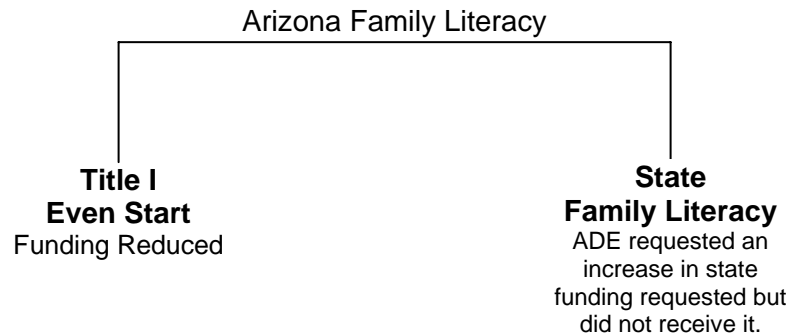 Arizona Family Literacy
Title I
Even Start
Funding Reduced
State
Family Literacy
ADE requested an
increase in state
funding requested but
did not receive it.